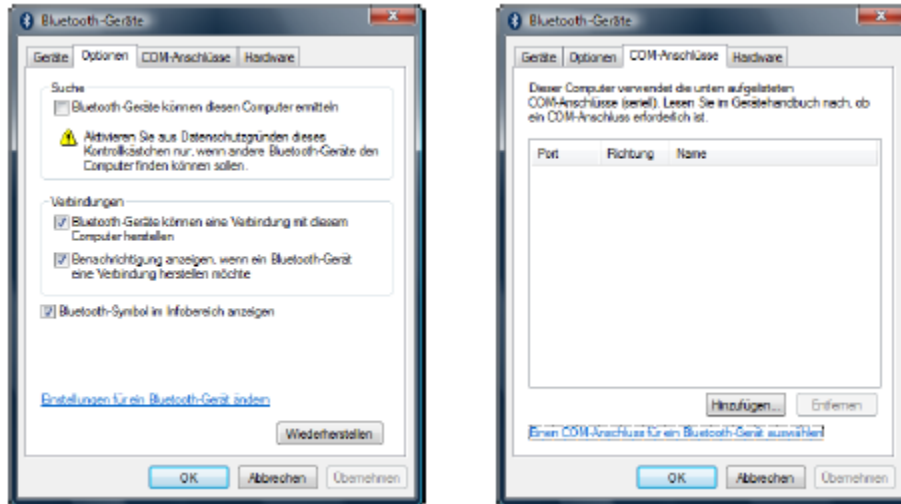 Bluetooth-Geräte
Geräte Optionen COM-Anschlüsse Hardware
Suche
Bluetooth-Geräte können diesen Computer ermitteln
Aktivieren Sie aus Datenschutzgründen dieses
Kontrollkästchen nur, wenn andere Bluetooth-Geräte den
Computer finden können sollen.
Verbindungen
Bluetooth-Geräte können eine Verbindung mit diesem
Computer herstellen
Benachrichtigung anzeigen, wenn ein Bluetooth-Gerät
eine Verbindung herstellen möchte
Bluetooth-Symbol im Infobereich anzeigen
Einstellungen für ein Bluetooth-Gerät ändern
Wiederherstellen
OK Abbrechen Übernehmen
Bluetooth-Geräte
Geräte Optionen COM-Anschlüsse Hardware
Dieser Computer verwendet die unten aufgelisteten
COM-Anschlüsse (seriell). Lesen Sie im Gerätehandbuch nach, ob
ein COM-Anschluss erforderlich ist.
Port Richtung Name
Hinzufügen... Entfernen
Einen COM-Anschluss für ein Bluetooth-Gerät auswählen
OK Abbrechen Übernehmen